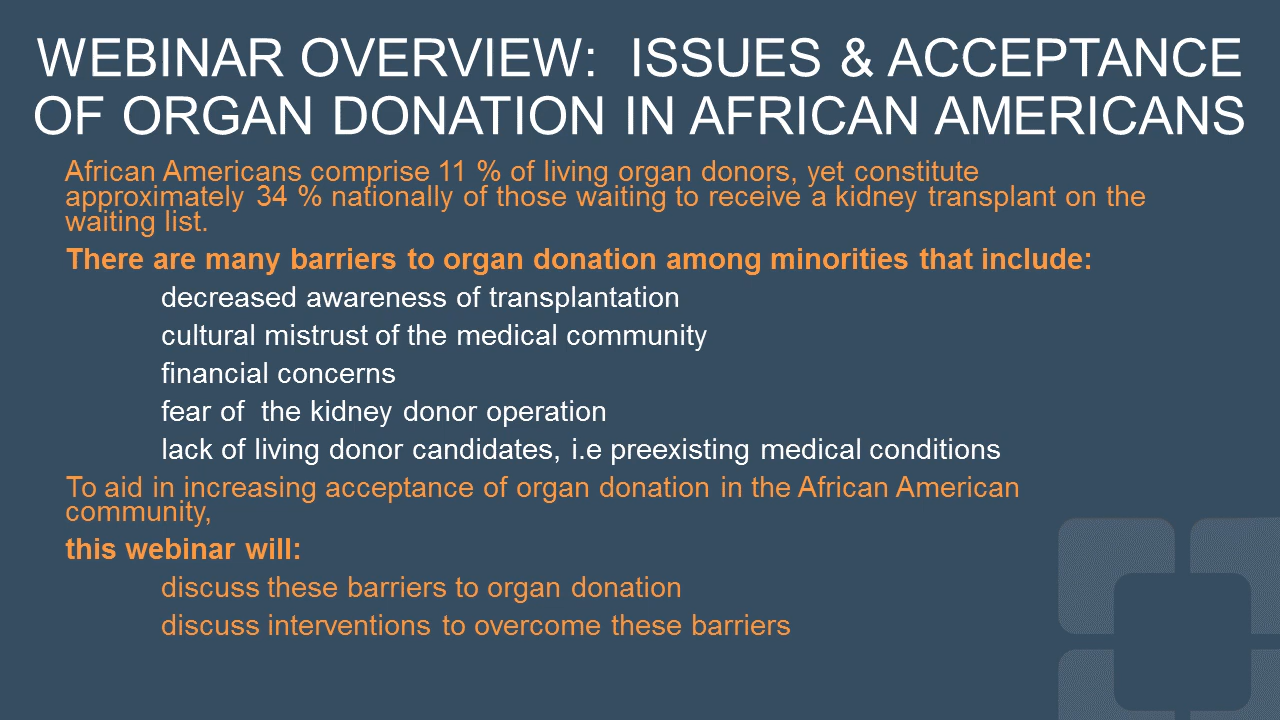 WEBINAR OVERVIEW:  ISSUES & ACCEPTANCE
OF ORGAN DONATION IN AFRICAN AMERICANS
African Americans comprise 11 % of living organ donors, yet constitute
approximately 34 % nationally of those waiting to receive a kidney transplant on the
waiting list.
There are many barriers to organ donation among minorities that include:
decreased awareness of transplantation
cultural mistrust of the medical community
financial concerns
fear of  the kidney donor operation
lack of living donor candidates, i.e preexisting medical conditions
To aid in increasing acceptance of organ donation in the African American
community,
this webinar will:
discuss these barriers to organ donation
discuss interventions to overcome these barriers